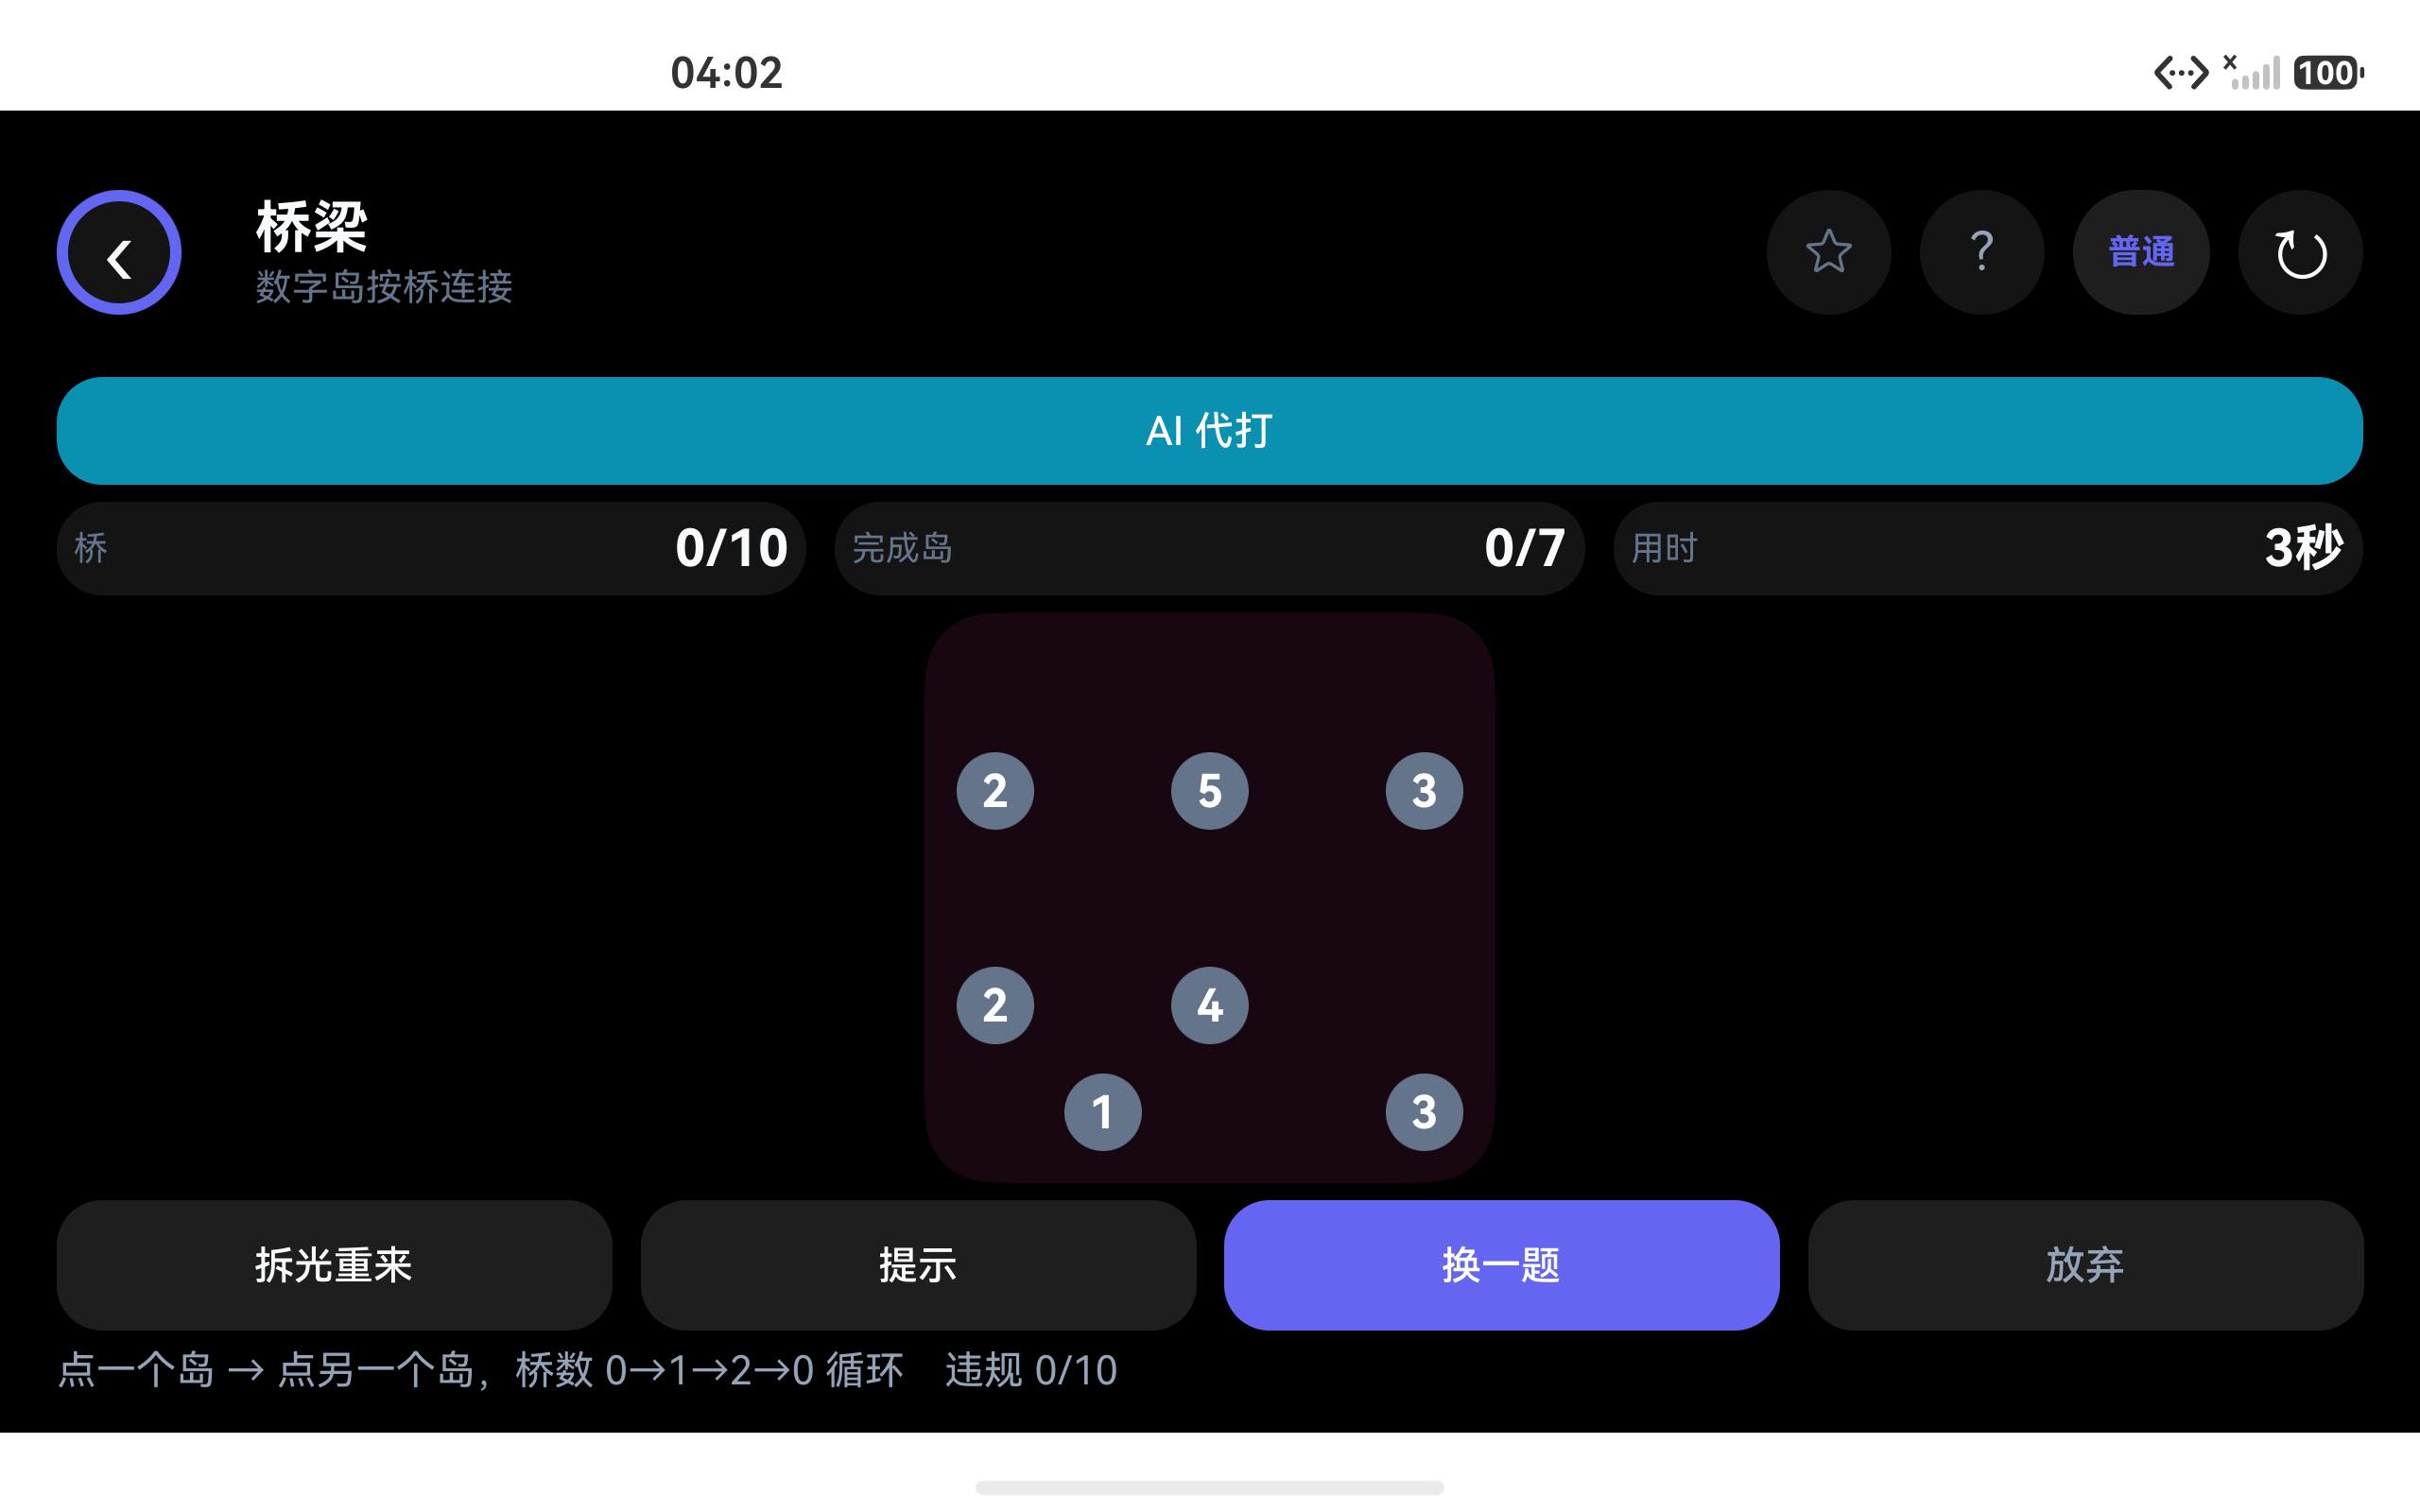 04:02
100
桥梁
数字岛按桥连接
?
普通
AI 代打
桥 0/10
完成岛 0/7
用时 3秒
2 5 3
2 4
1 3
拆光重来
提示
换一题
放弃
点一个岛 → 点另一个岛，桥数 0→1→2→0 循环 违规 0/10